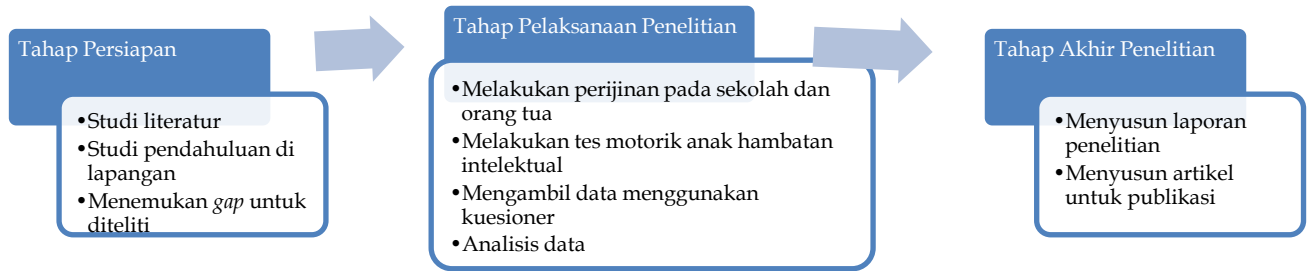 Tahap Persiapan
•Studi literatur
•Studi pendahuluan di
lapangan
•Menemukan gap untuk
diteliti
Tahap Pelaksanaan Penelitian
•Melakukan perijinan pada sekolah dan
orang tua
•Melakukan tes motorik anak hambatan
intelektual
•Mengambil data menggunakan
kuesioner
•Analisis data
Tahap Akhir Penelitian
•Menyusun laporan
penelitian
•Menyusun artikel
untuk publikasi